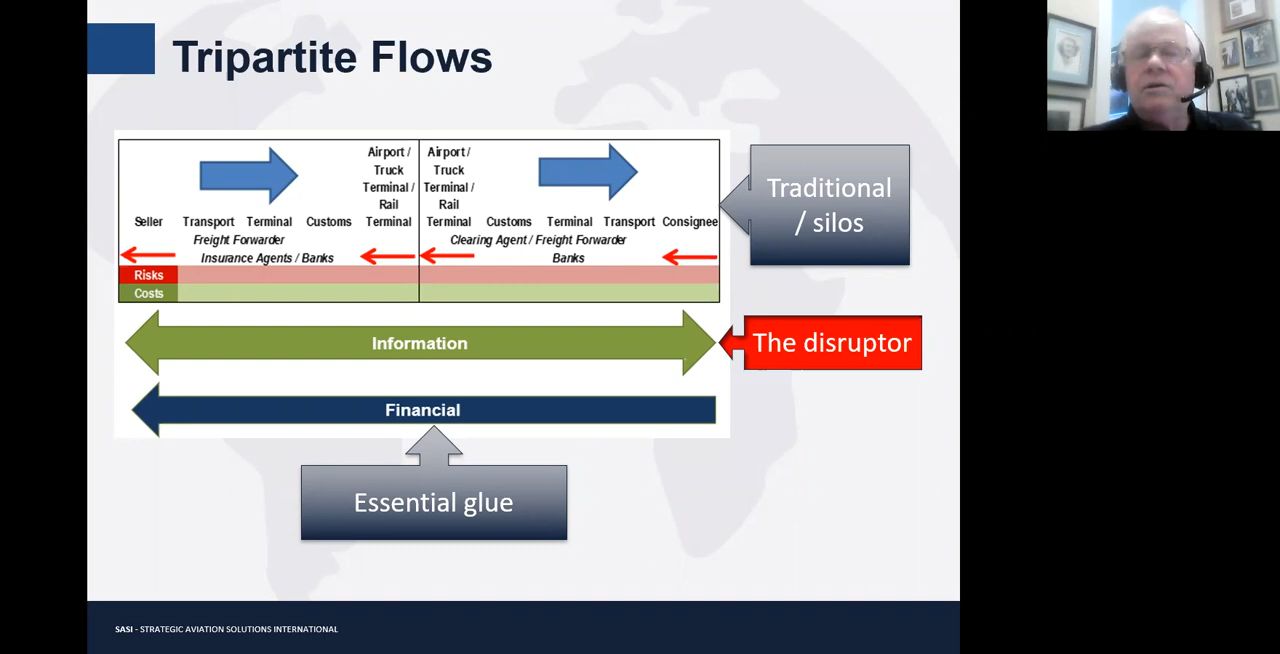 Tripartite Flows
Airport /
Truck
Terminal /
Rail
Airport /
Truck
Terminal /
Rail
Seller Transport Terminal Customs Terminal Terminal Customs Terminal Transport Consignee
Freight Forwarder
Clearing Agent / Freight Forwarder
Insurance Agents / Banks
Banks
Risks
Costs
Traditional
/ silos
Information
The disruptor
Financial
Essential glue
SASI - STRATEGIC AVIATION SOLUTIONS INTERNATIONAL